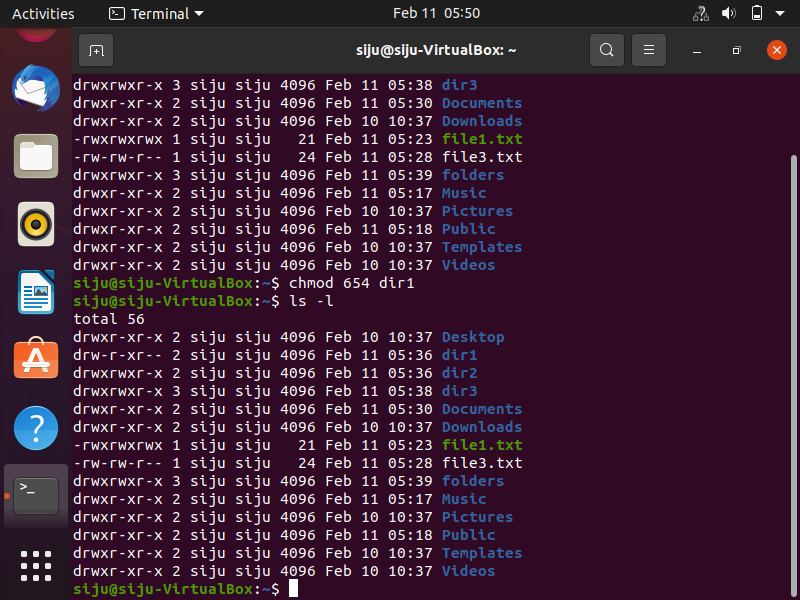 Activities Terminal Feb 11 05:50
siju@siju-VirtualBox: ~
drwxrwxr-x 3 siju siju 4096 Feb 11 05:38 dir3
drwxr-xr-x 2 siju siju 4096 Feb 11 05:30 Documents
drwxr-xr-x 2 siju siju 4096 Feb 10 10:37 Downloads
-rwxrwxrwx 1 siju siju   21 Feb 11 05:23 file1.txt
-rw-rw-r-- 1 siju siju   24 Feb 11 05:28 file3.txt
drwxrwxr-x 3 siju siju 4096 Feb 11 05:39 folders
drwxr-xr-x 2 siju siju 4096 Feb 11 05:17 Music
drwxr-xr-x 2 siju siju 4096 Feb 10 10:37 Pictures
drwxr-xr-x 2 siju siju 4096 Feb 11 05:18 Public
drwxr-xr-x 2 siju siju 4096 Feb 10 10:37 Templates
drwxr-xr-x 2 siju siju 4096 Feb 10 10:37 Videos
siju@siju-VirtualBox:~$ chmod 654 dir1
siju@siju-VirtualBox:~$ ls -l
total 56
drwxr-xr-x 2 siju siju 4096 Feb 10 10:37 Desktop
drw-r-xr-- 2 siju siju 4096 Feb 11 05:36 dir1
drwxrwxr-x 2 siju siju 4096 Feb 11 05:36 dir2
drwxrwxr-x 3 siju siju 4096 Feb 11 05:38 dir3
drwxr-xr-x 2 siju siju 4096 Feb 11 05:30 Documents
drwxr-xr-x 2 siju siju 4096 Feb 10 10:37 Downloads
-rwxrwxrwx 1 siju siju   21 Feb 11 05:23 file1.txt
-rw-rw-r-- 1 siju siju   24 Feb 11 05:28 file3.txt
drwxrwxr-x 3 siju siju 4096 Feb 11 05:39 folders
drwxr-xr-x 2 siju siju 4096 Feb 11 05:17 Music
drwxr-xr-x 2 siju siju 4096 Feb 10 10:37 Pictures
drwxr-xr-x 2 siju siju 4096 Feb 11 05:18 Public
drwxr-xr-x 2 siju siju 4096 Feb 10 10:37 Templates
drwxr-xr-x 2 siju siju 4096 Feb 10 10:37 Videos
siju@siju-VirtualBox:~$